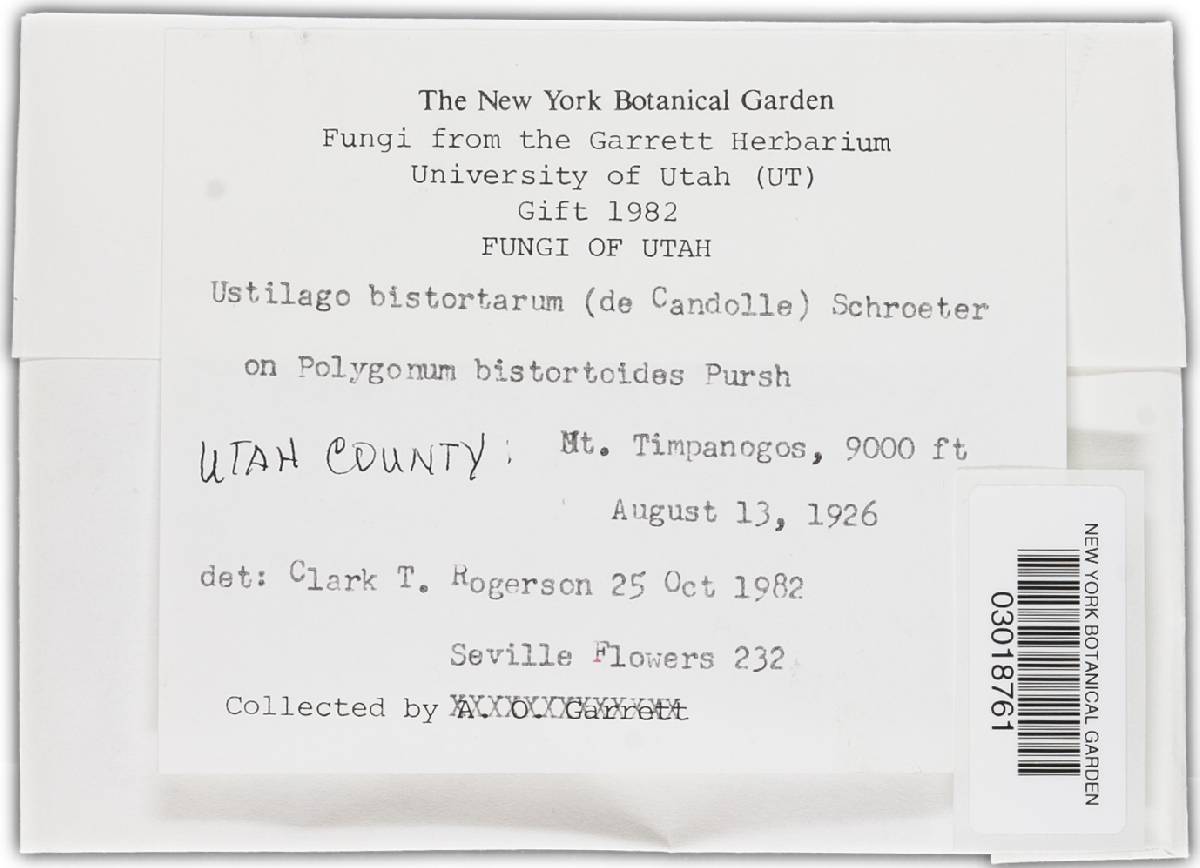 The New York Botanical Garden
Fungi from the Garrett Herbarium
University of Utah (UT)
Gift 1982
FUNGI OF UTAH
Ustilago bistortarum (de Candolle) Schroeter
on Polygonum bistortoides Pursh
UTAH COUNTY: Mt. Timpanogos, 9000 ft
August 13, 1926
det: Clark T. Rogerson 25 Oct 1982
Seville Flowers 232
Collected by A. O. Garrett
NEW YORK BOTANICAL GARDEN
03018761